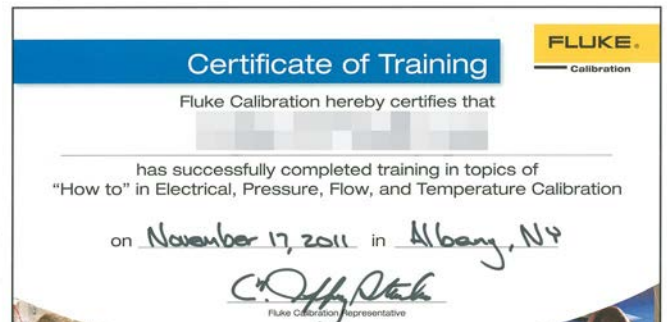 FLUKE®
Calibration
Certificate of Training
Fluke Calibration hereby certifies that
has successfully completed training in topics of
"How to" in Electrical, Pressure, Flow, and Temperature Calibration
on November 17, 2011 in Albany, NY
Fluke Calibration Representative